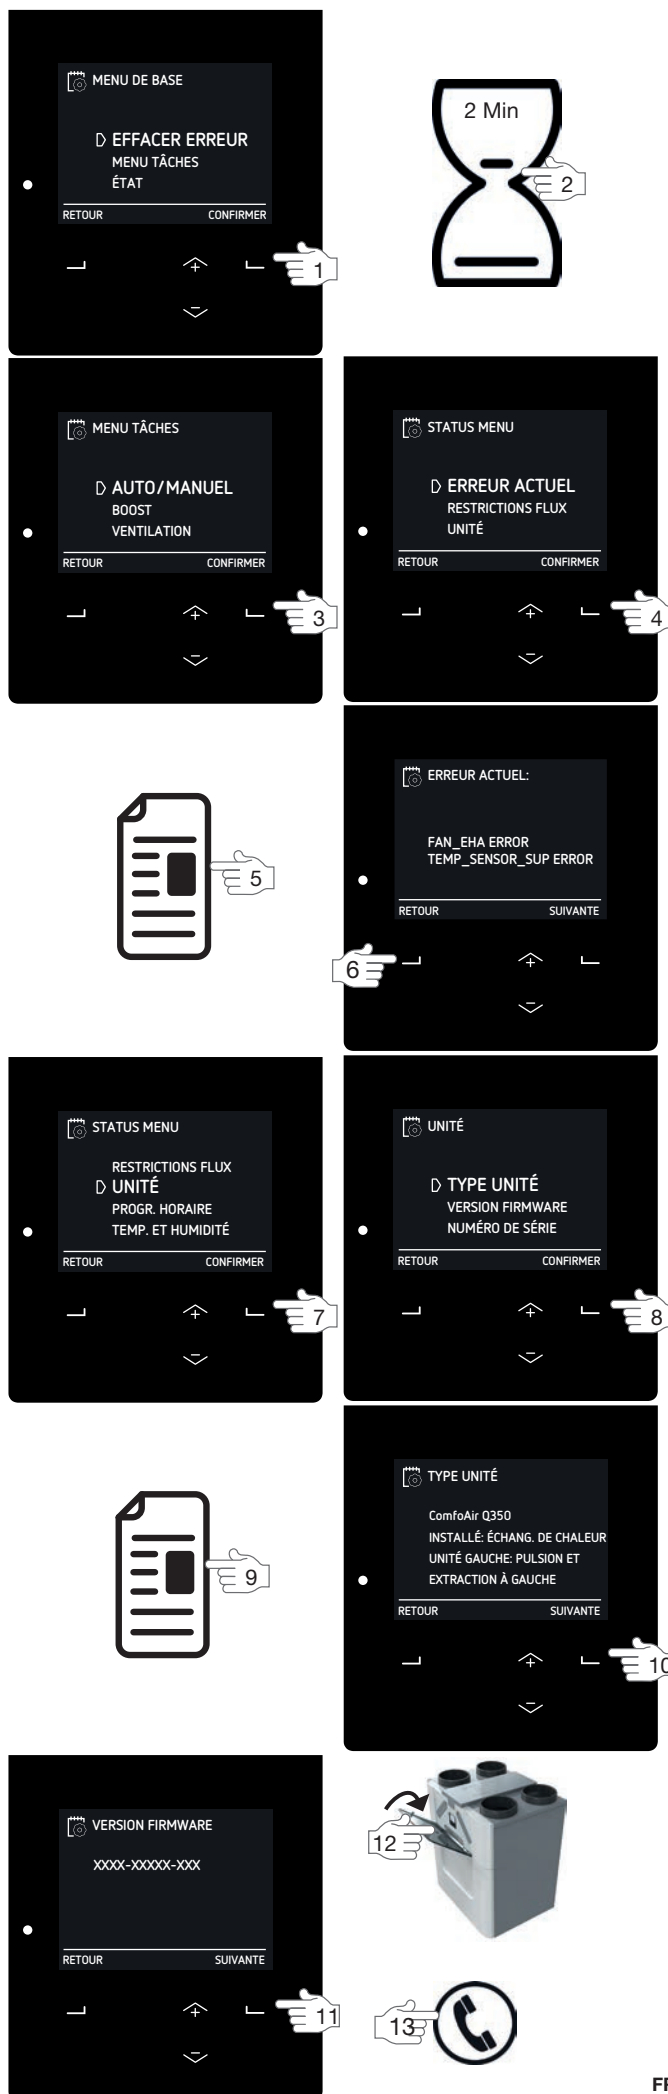 MENU DE BASE
EFFACER ERREUR
MENU TÂCHES
ÉTAT
RETOUR CONFIRMER
1
2 Min
2
MENU TÂCHES
AUTO/MANUEL
BOOST
VENTILATION
RETOUR CONFIRMER
3
STATUS MENU
ERREUR ACTUEL
RESTRICTIONS FLUX
UNITÉ
RETOUR CONFIRMER
4
5
ERREUR ACTUEL:
FAN_EHA ERROR
TEMP_SENSOR_SUP ERROR
RETOUR SUIVANTE
6
STATUS MENU
RESTRICTIONS FLUX
UNITÉ
PROGR. HORAIRE
TEMP. ET HUMIDITÉ
RETOUR CONFIRMER
7
UNITÉ
TYPE UNITÉ
VERSION FIRMWARE
NUMÉRO DE SÉRIE
RETOUR CONFIRMER
8
9
TYPE UNITÉ
ComfoAir Q350
INSTALLÉ: ÉCHANG. DE CHALEUR
UNITÉ GAUCHE: PULSION ET
EXTRACTION À GAUCHE
RETOUR SUIVANTE
10
VERSION FIRMWARE
XXXX-XXXXX-XXX
RETOUR SUIVANTE
11
12
13